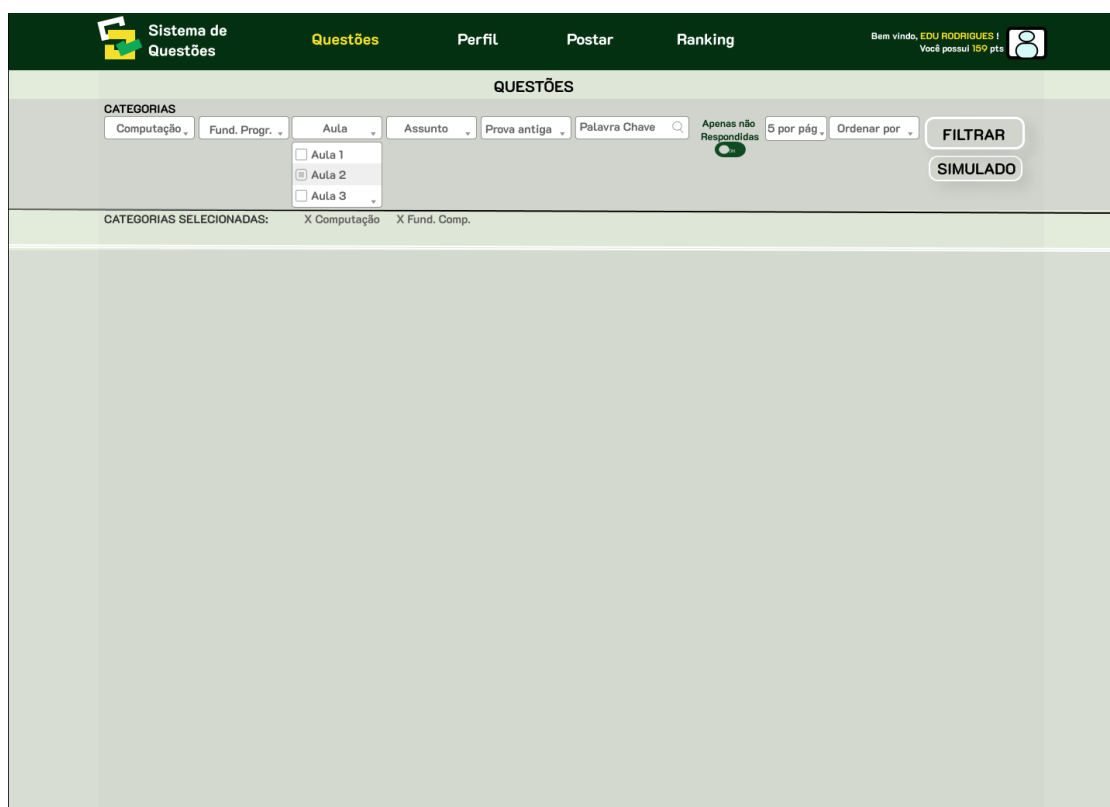 Sistema de
Questões
Questões
Perfil
Postar
Ranking
Bem vindo, EDU RODRIGUES !
Você possui 159 pts
QUESTÕES
CATEGORIAS
Computação
Fund. Progr.
Aula
Assunto
Prova antiga
Palavra Chave
Apenas não
Respondidas
5 por pág
Ordenar por
FILTRAR
SIMULADO
Aula 1
Aula 2
Aula 3
CATEGORIAS SELECIONADAS: X Computação X Fund. Comp.